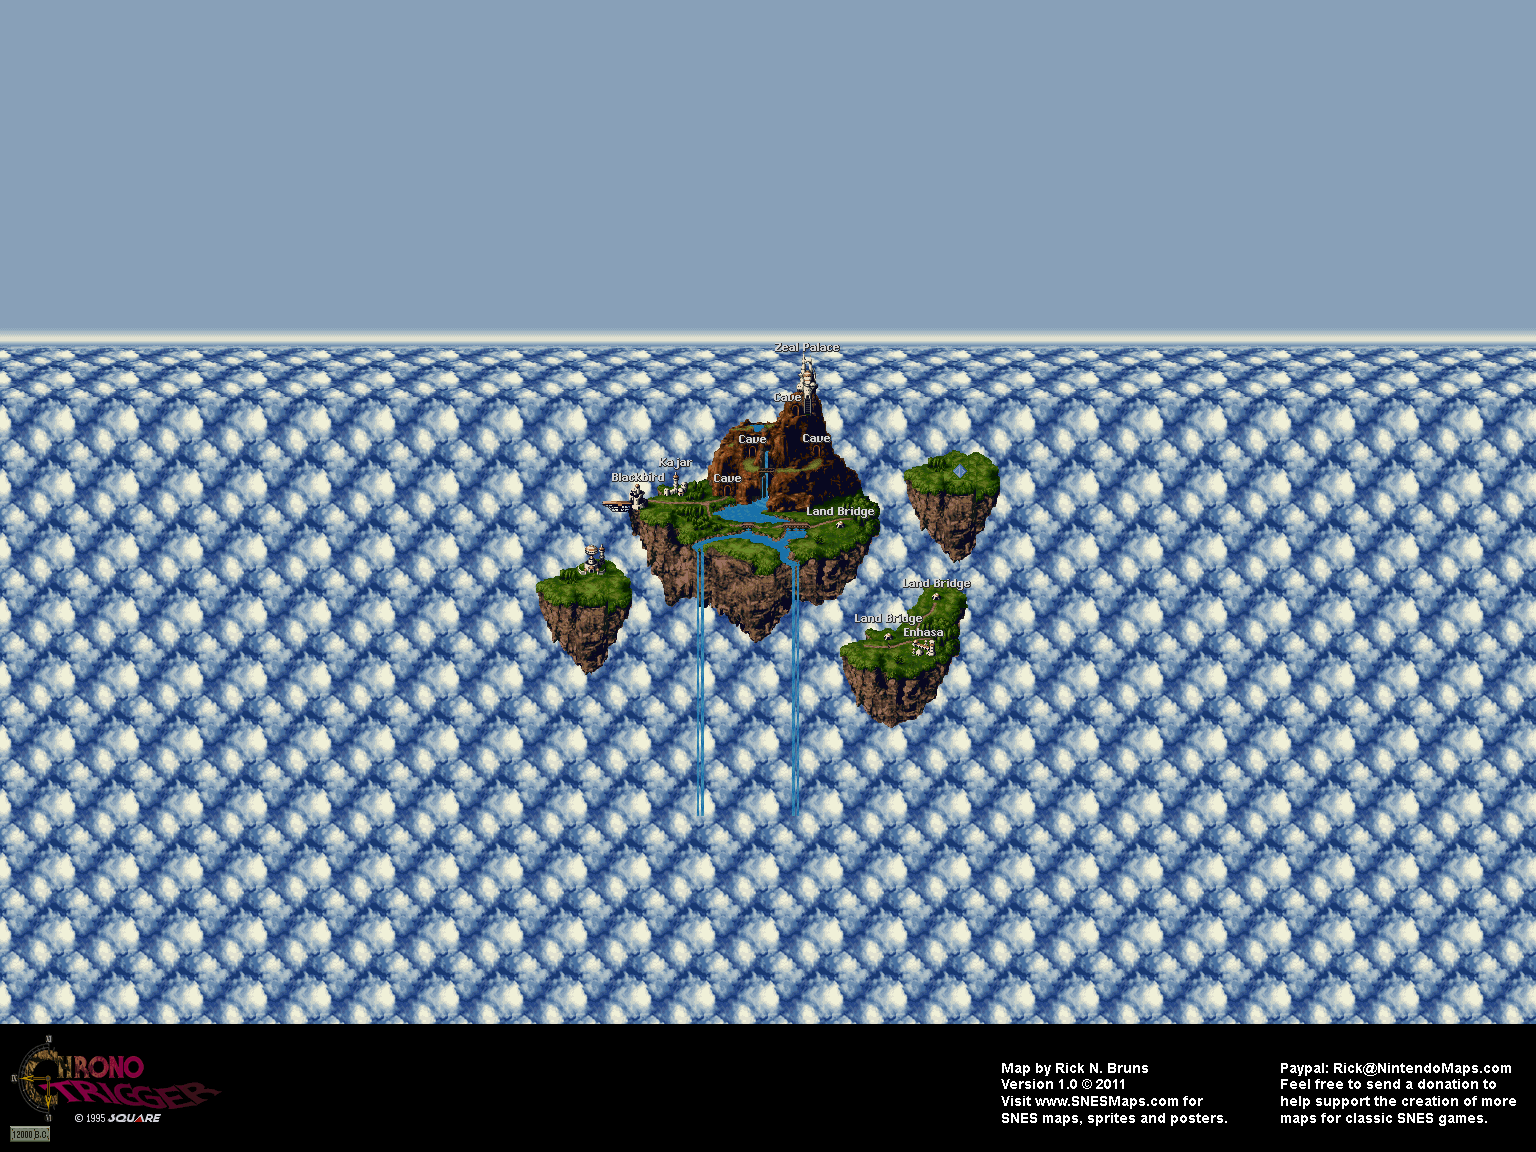 Zeal Palace
Cave
Cave
Cave
Kajar
Blackbird
Cave
Land Bridge
Land Bridge
Land Bridge
Enhasa
CHRONO
TRIGGER
© 1995 SQUARE
12000 B.C.
Map by Rick N. Bruns
Version 1.0 © 2011
Visit www.SNESMaps.com for
SNES maps, sprites and posters.
Paypal: Rick@NintendoMaps.com
Feel free to send a donation to
help support the creation of more
maps for classic SNES games.